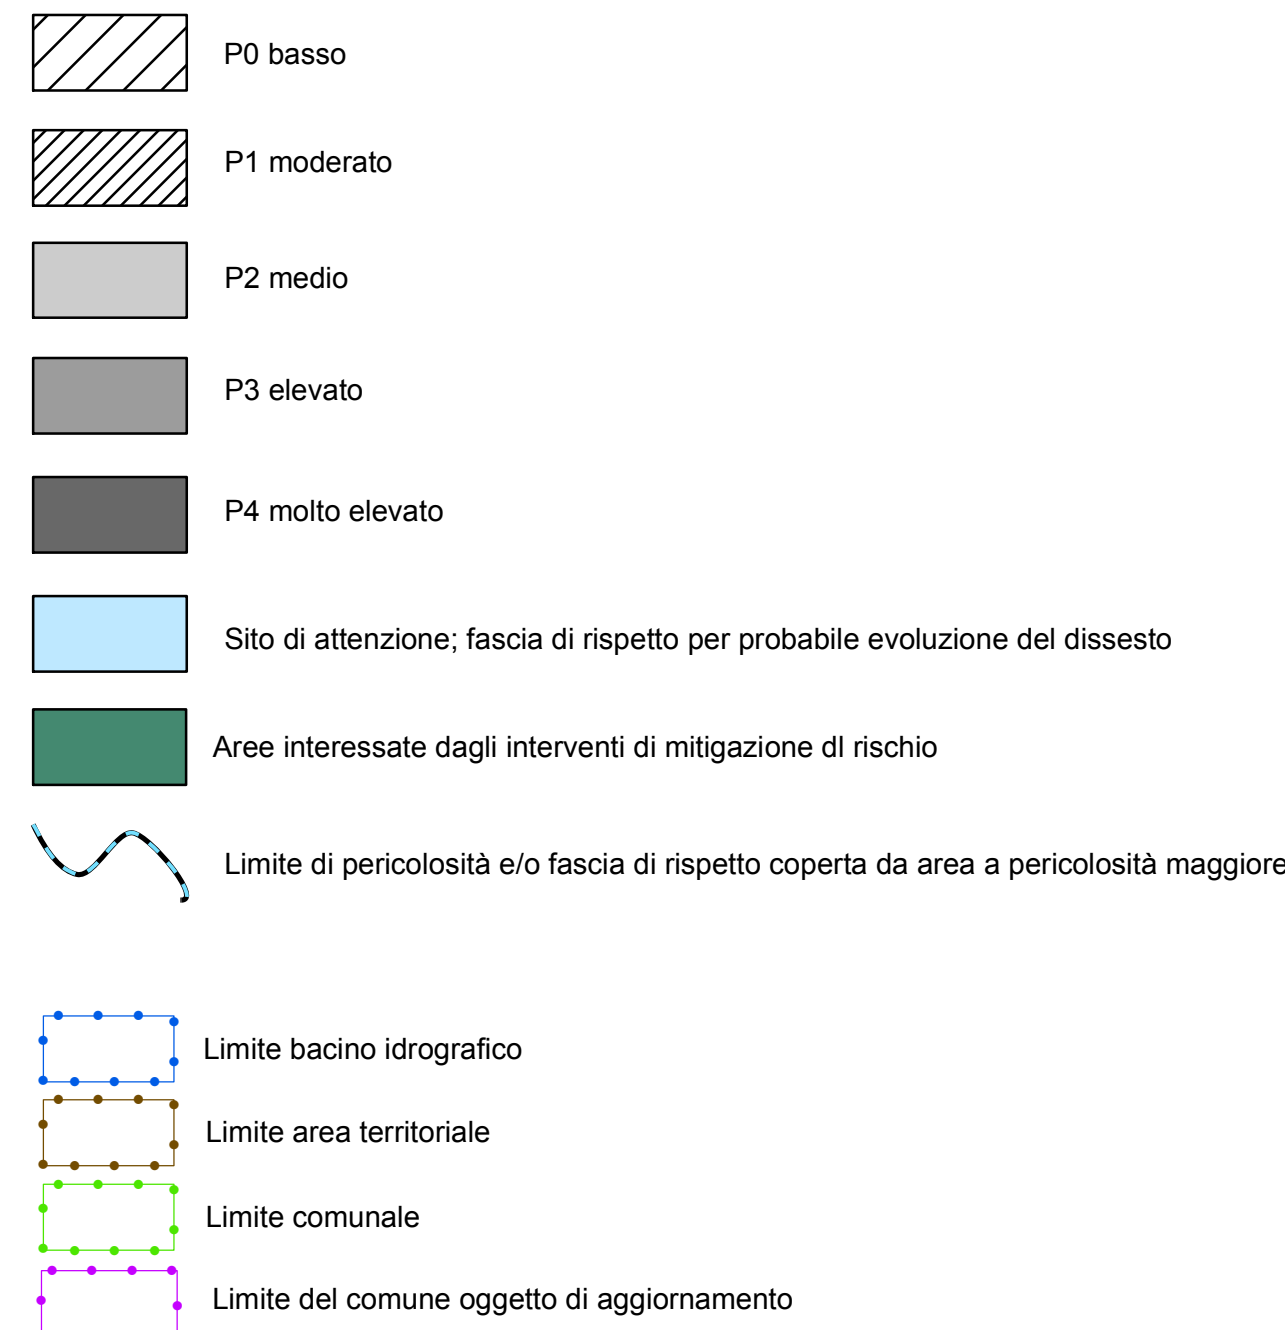 P0 basso
P1 moderato
P2 medio
P3 elevato
P4 molto elevato
Sito di attenzione; fascia di rispetto per probabile evoluzione del dissesto
Aree interessate dagli interventi di mitigazione dl rischio
Limite di pericolosità e/o fascia di rispetto coperta da area a pericolosità maggiore
Limite bacino idrografico
Limite area territoriale
Limite comunale
Limite del comune oggetto di aggiornamento